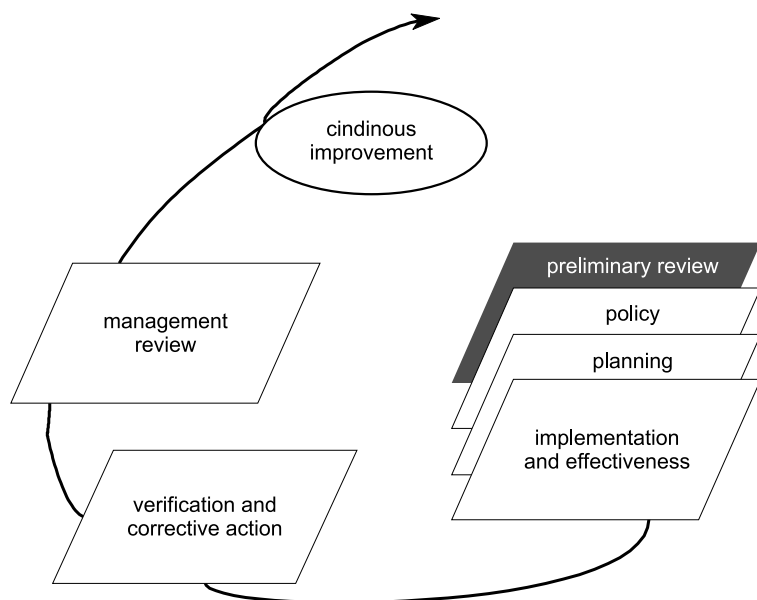 cindinous
improvement
preliminary review
policy
planning
management
review
implementation
and effectiveness
verification and
corrective action